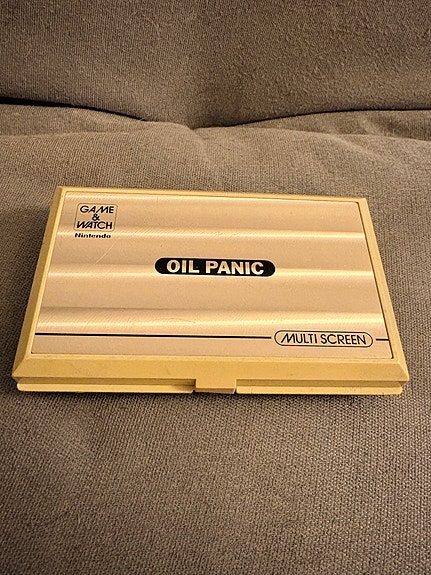 GAME
&
WATCH
Nintendo
OIL PANIC
MULTI SCREEN